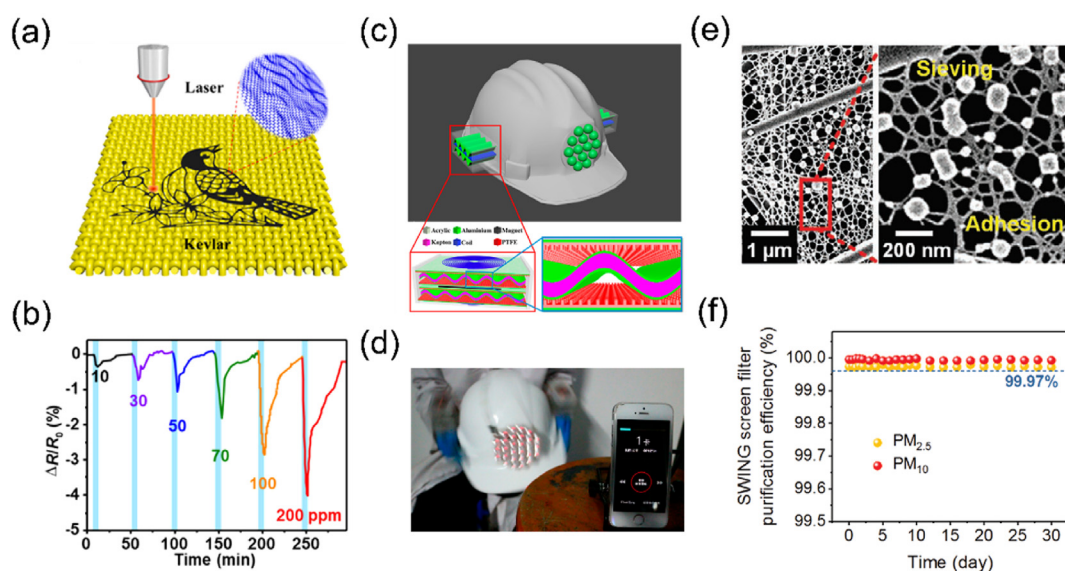 (a)
Laser
Kevlar
(b)
ΔR/R₀ (%)
0
-1
-2
-3
-4
-5
10
30
50
70
100
200 ppm
0 50 100 150 200 250
Time (min)
(c)
Acrylic Aluminium Magnet
Kapton Coil PTFE
(d)
(e)
Sieving
Adhesion
1 μm
200 nm
(f)
SWING screen filter
purification efficiency (%)
100.0
99.9
99.8
99.7
99.6
99.5
99.97%
PM₂.₅
PM₁₀
0 5 10 15 20 25 30
Time (day)